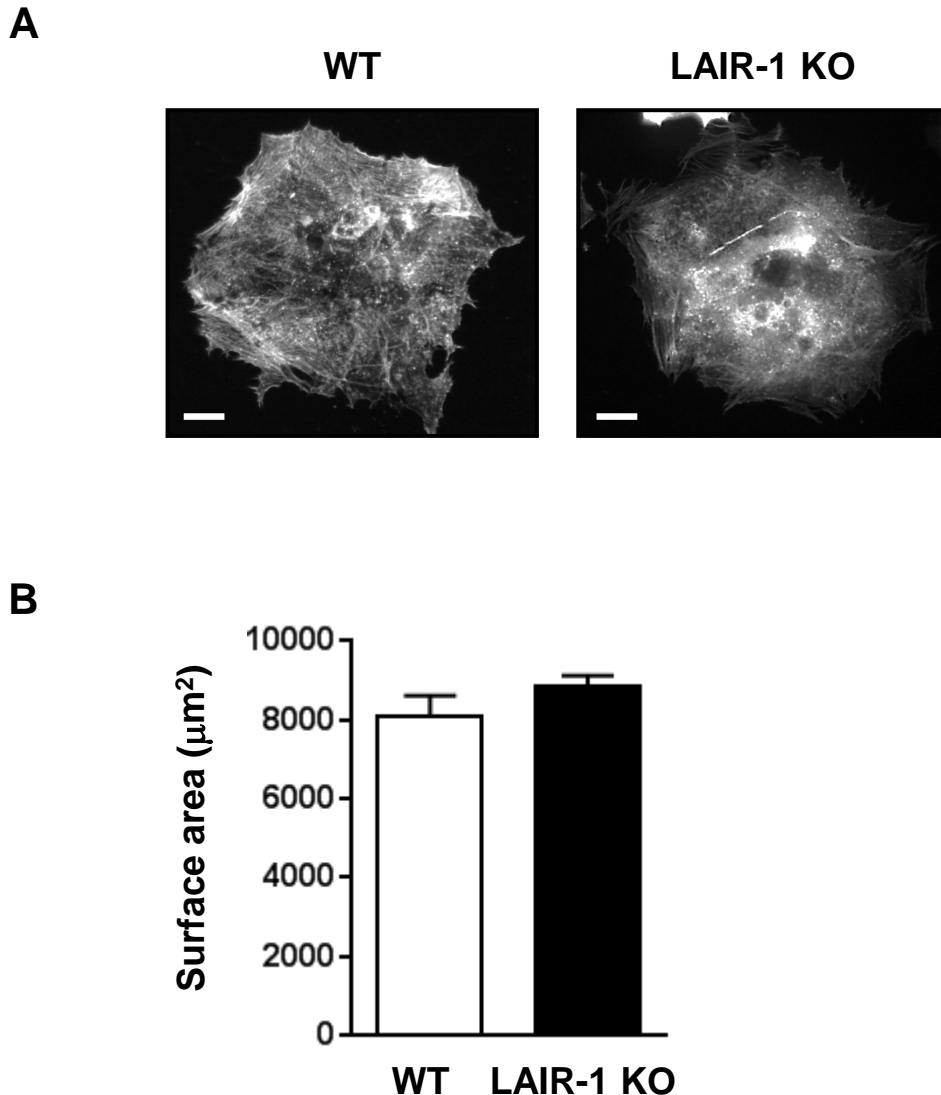 A
WT LAIR-1 KO
B
10000
8000
6000
4000
2000
0
Surface area (μm²)
WT LAIR-1 KO